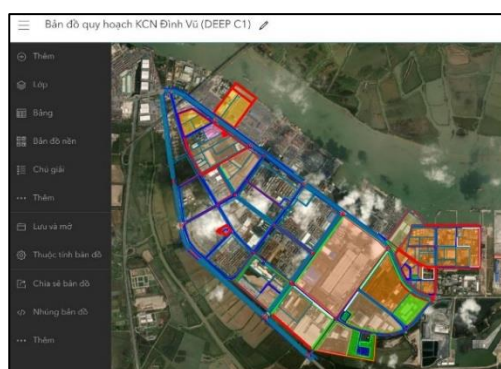 Bản đồ quy hoạch KCN Đình Vũ (DEEP C1)
Thêm
Lớp
Bảng
Bản đồ nền
Chú giải
Thêm
Lưu và mở
Thuộc tính bản đồ
Chia sẻ bản đồ
Nhúng bản đồ
Thêm